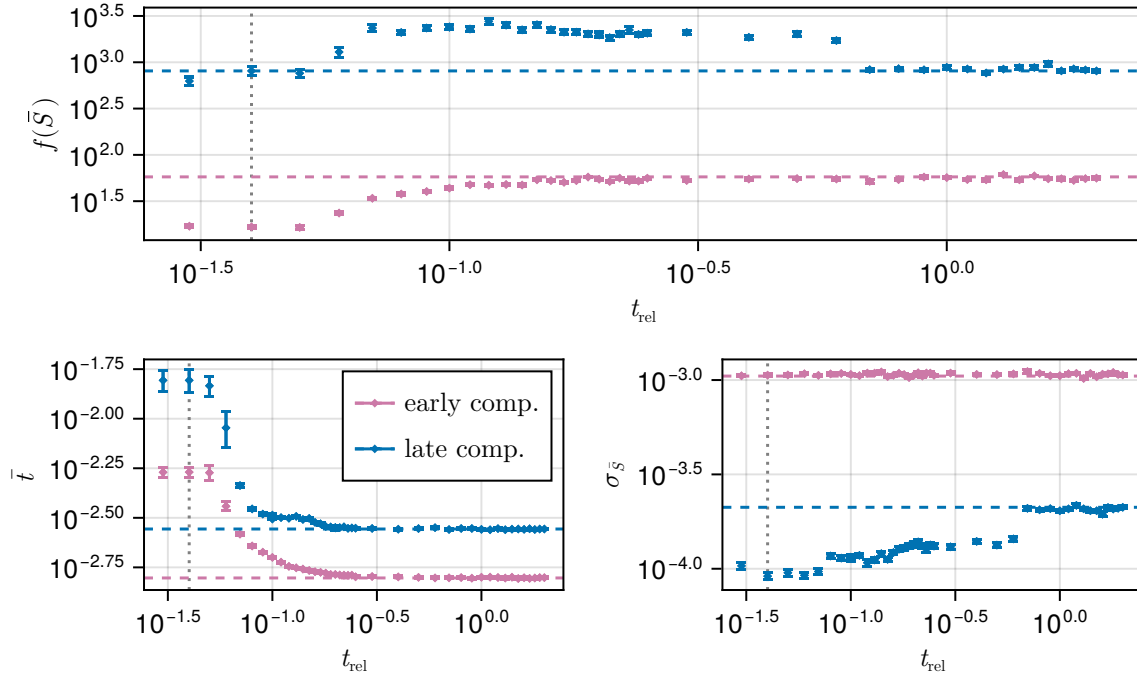 10^3.5
10^3.0
10^2.5
10^2.0
10^1.5
f(S̄)
10^−1.5 10^−1.0 10^−0.5 10^0.0
t_rel
10^−1.75
10^−2.00
10^−2.25
10^−2.50
10^−2.75
t̄
early comp.
late comp.
10^−1.5 10^−1.0 10^−0.5 10^0.0
t_rel
10^−3.0
10^−3.5
10^−4.0
σ_S̄
10^−1.5 10^−1.0 10^−0.5 10^0.0
t_rel